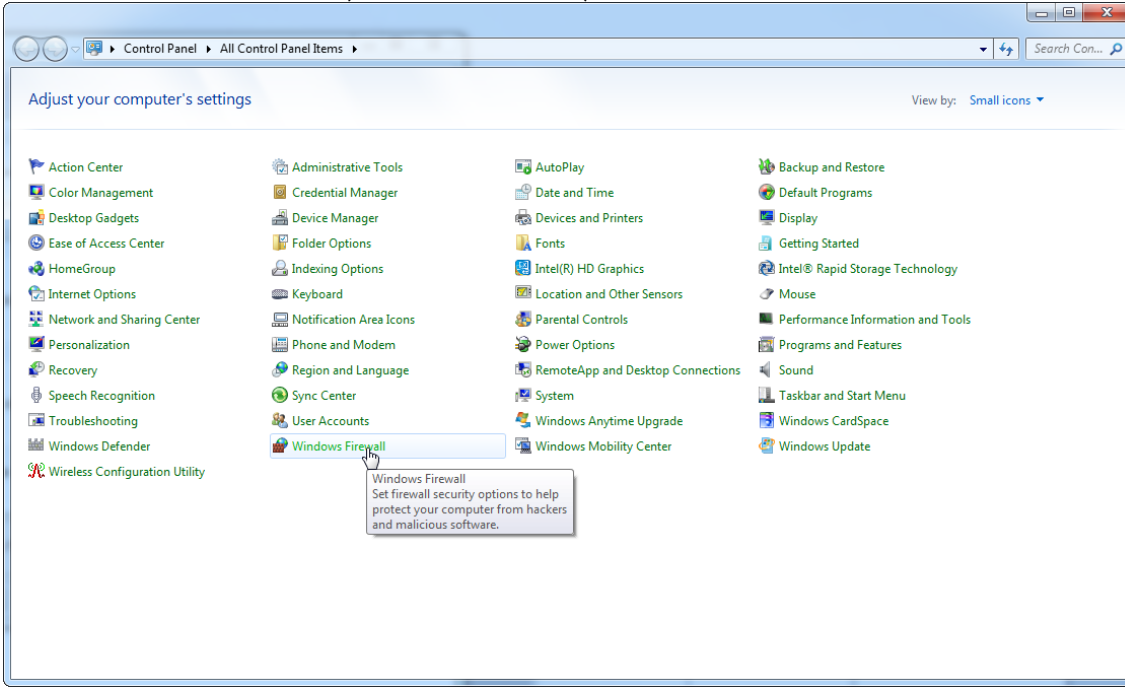 Control Panel ▸ All Control Panel Items ▸
Search Con...
Adjust your computer's settings
View by: Small icons
Action Center
Administrative Tools
AutoPlay
Backup and Restore
Color Management
Credential Manager
Date and Time
Default Programs
Desktop Gadgets
Device Manager
Devices and Printers
Display
Ease of Access Center
Folder Options
Fonts
Getting Started
HomeGroup
Indexing Options
Intel(R) HD Graphics
Intel® Rapid Storage Technology
Internet Options
Keyboard
Location and Other Sensors
Mouse
Network and Sharing Center
Notification Area Icons
Parental Controls
Performance Information and Tools
Personalization
Phone and Modem
Power Options
Programs and Features
Recovery
Region and Language
RemoteApp and Desktop Connections
Sound
Speech Recognition
Sync Center
System
Taskbar and Start Menu
Troubleshooting
User Accounts
Windows Anytime Upgrade
Windows CardSpace
Windows Defender
Windows Firewall
Windows Mobility Center
Windows Update
Wireless Configuration Utility
Windows Firewall
Set firewall security options to help
protect your computer from hackers
and malicious software.